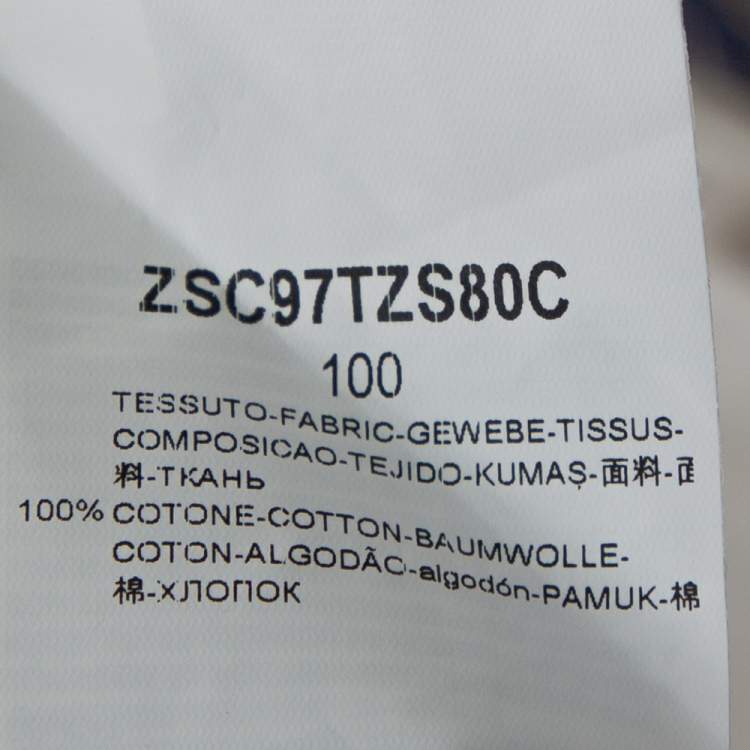 ZSC97TZS80C
100
TESSUTO-FABRIC-GEWEBE-TISSUS-
COMPOSICAO-TEJIDO-KUMAŞ-面料-面
料-ТКАНЬ
100% COTONE-COTTON-BAUMWOLLE-
COTON-ALGODÃO-algodón-PAMUK-棉
棉-ХЛОПОК